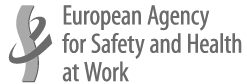 European Agency
for Safety and Health
at Work